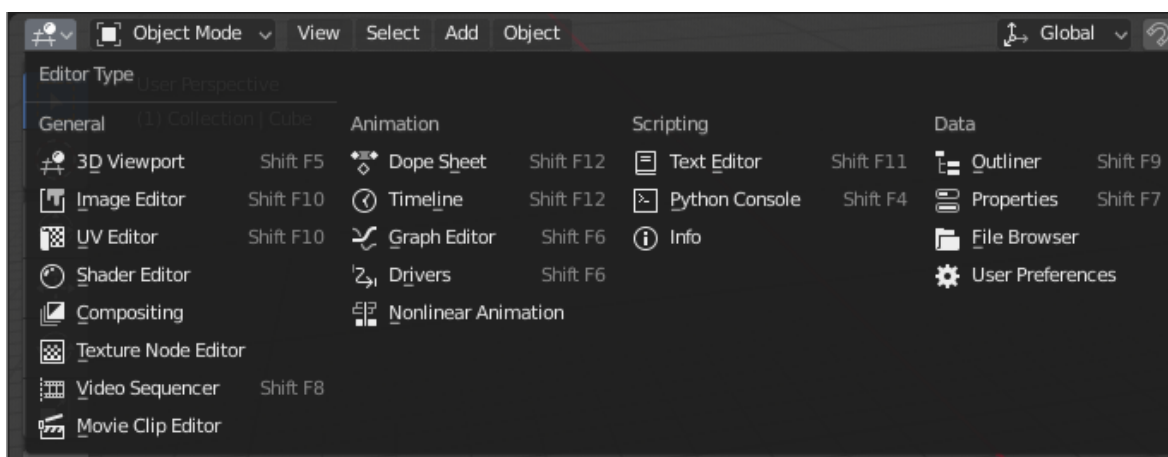 Object Mode View Select Add Object Global
Editor Type
User Perspective
(1) Collection | Cube
General Animation Scripting Data
3D Viewport Shift F5 Dope Sheet Shift F12 Text Editor Shift F11 Outliner Shift F9
Image Editor Shift F10 Timeline Shift F12 Python Console Shift F4 Properties Shift F7
UV Editor Shift F10 Graph Editor Shift F6 Info File Browser
Shader Editor Drivers Shift F6 User Preferences
Compositing Nonlinear Animation
Texture Node Editor
Video Sequencer Shift F8
Movie Clip Editor